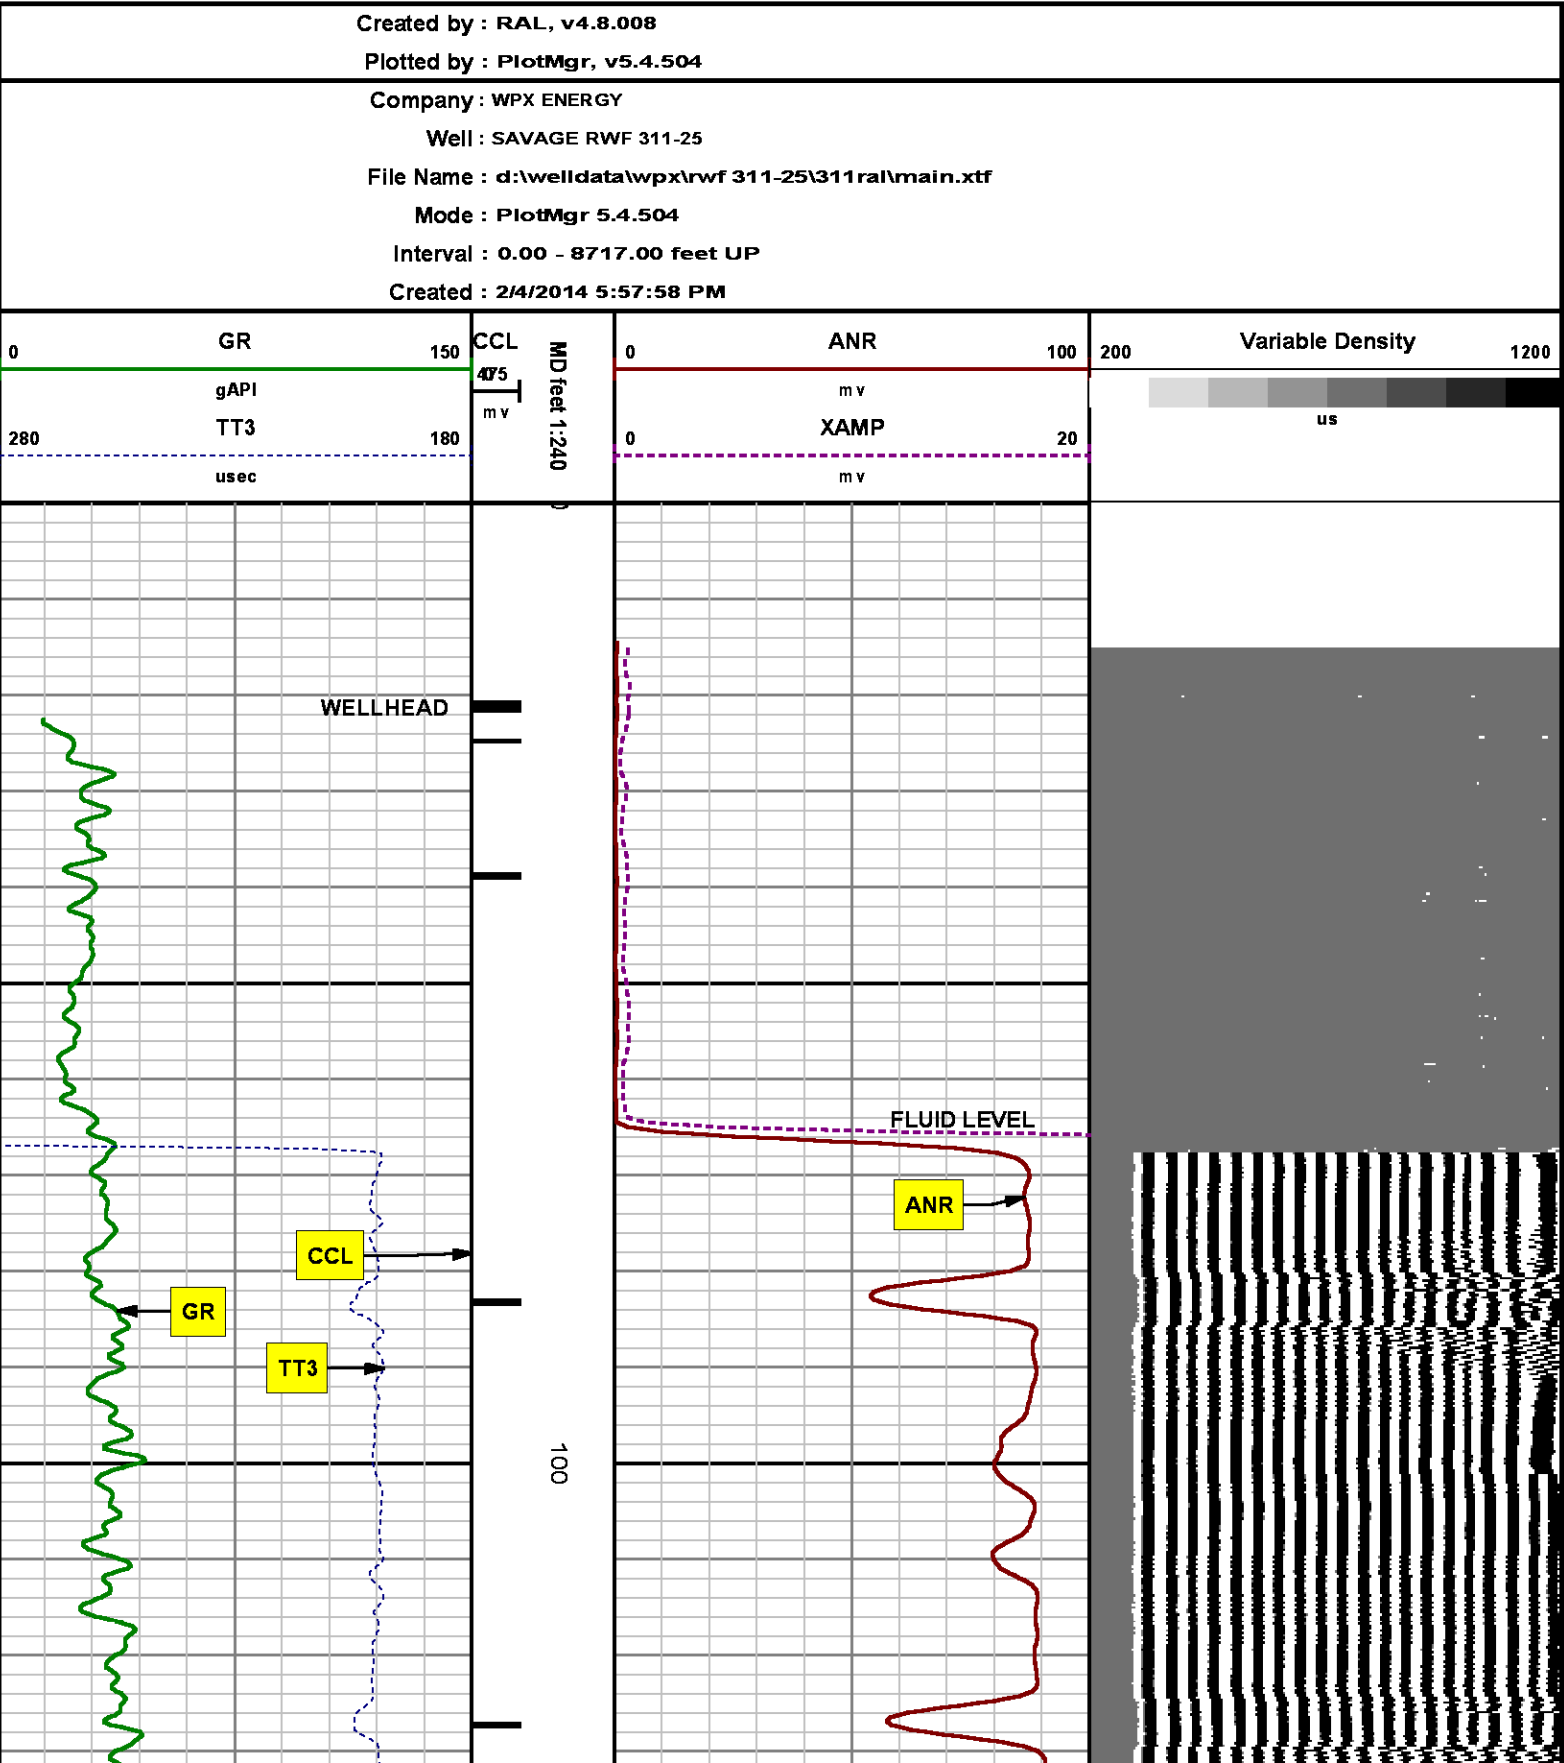 Created by : RAL, v4.8.008
Plotted by : PlotMgr, v5.4.504
Company : WPX ENERGY
Well : SAVAGE RWF 311-25
File Name : d:\welldata\wpx\rwf 311-25\311ral\main.xtf
Mode : PlotMgr 5.4.504
Interval : 0.00 - 8717.00 feet UP
Created : 2/4/2014 5:57:58 PM
0 GR 150
gAPI
280 TT3 180
usec
CCL
mv
MD feet 1:240
0 ANR 100
mv
0 XAMP 20
mv
200 Variable Density 1200
us
WELLHEAD
FLUID LEVEL
ANR
CCL
GR
TT3
100